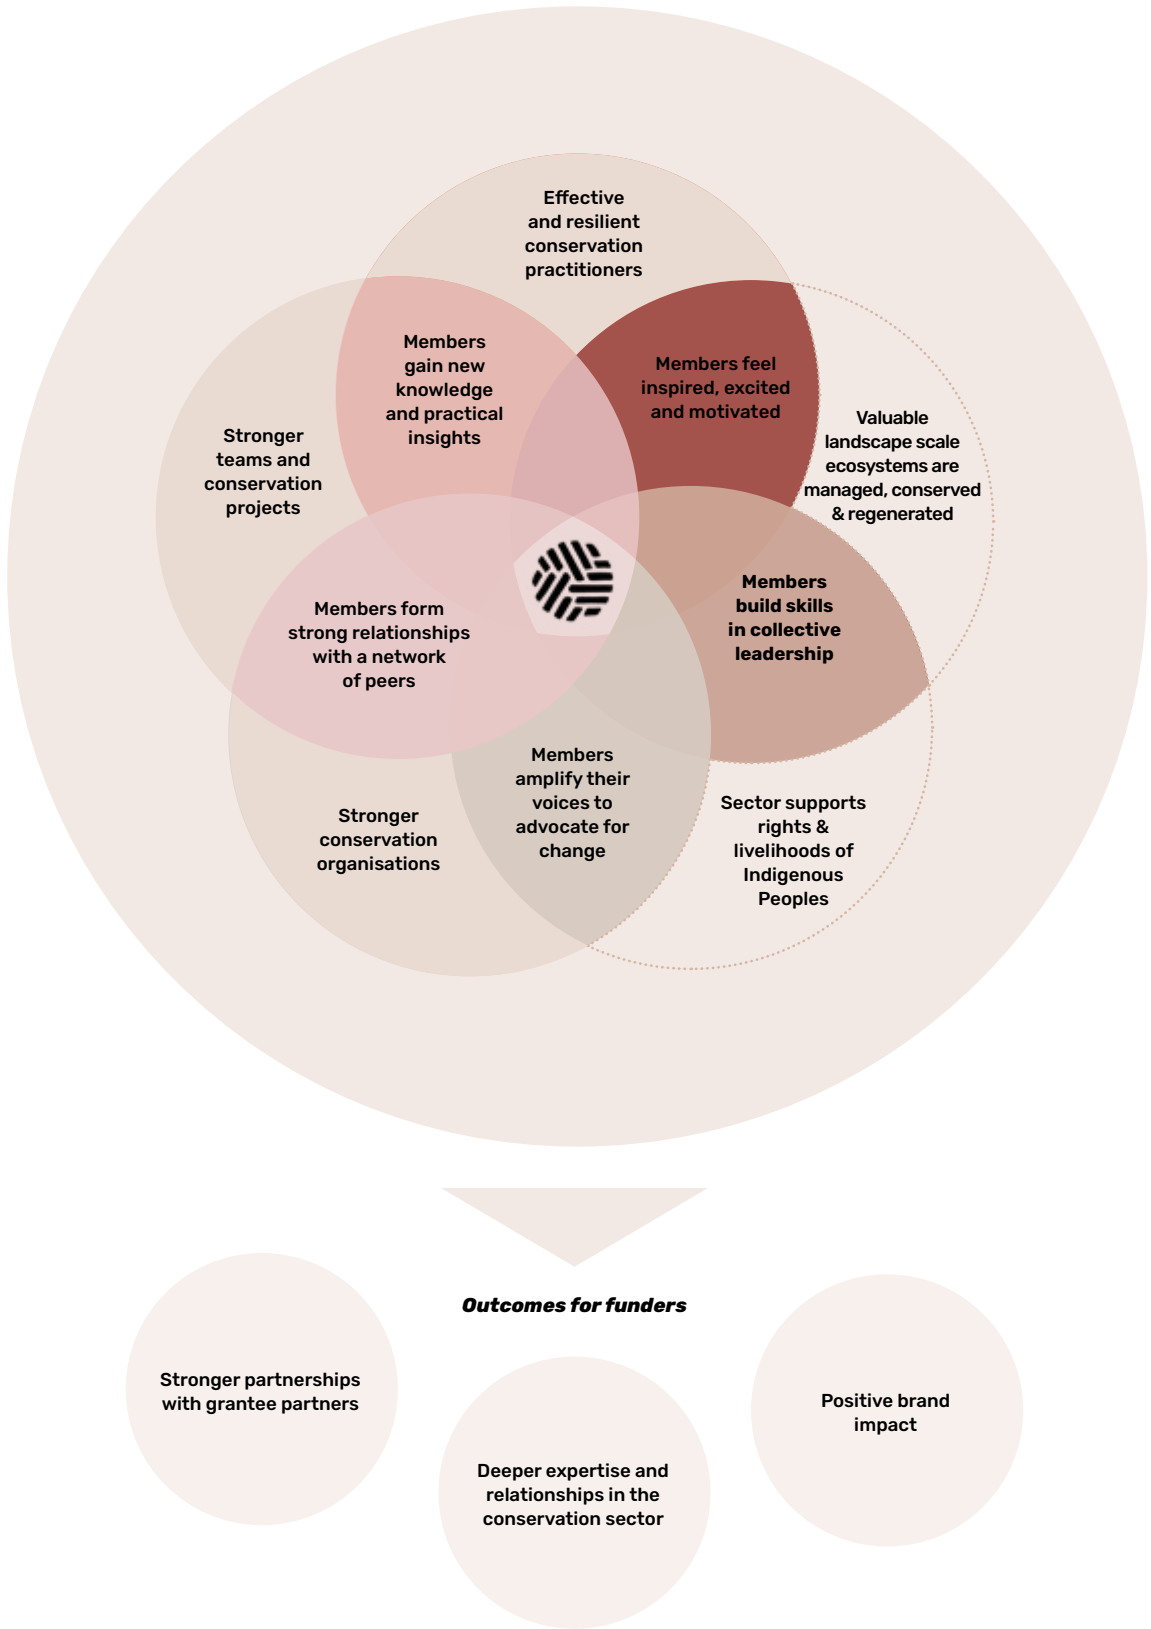 Effective
and resilient
conservation
practitioners
Members
gain new
knowledge
and practical
insights
Members feel
inspired, excited
and motivated
Stronger
teams and
conservation
projects
Valuable
landscape scale
ecosystems are
managed, conserved
& regenerated
Members form
strong relationships
with a network
of peers
Members
build skills
in collective
leadership
Members
amplify their
voices to
advocate for
change
Stronger
conservation
organisations
Sector supports
rights &
livelihoods of
Indigenous
Peoples
Outcomes for funders
Stronger partnerships
with grantee partners
Deeper expertise and
relationships in the
conservation sector
Positive brand
impact